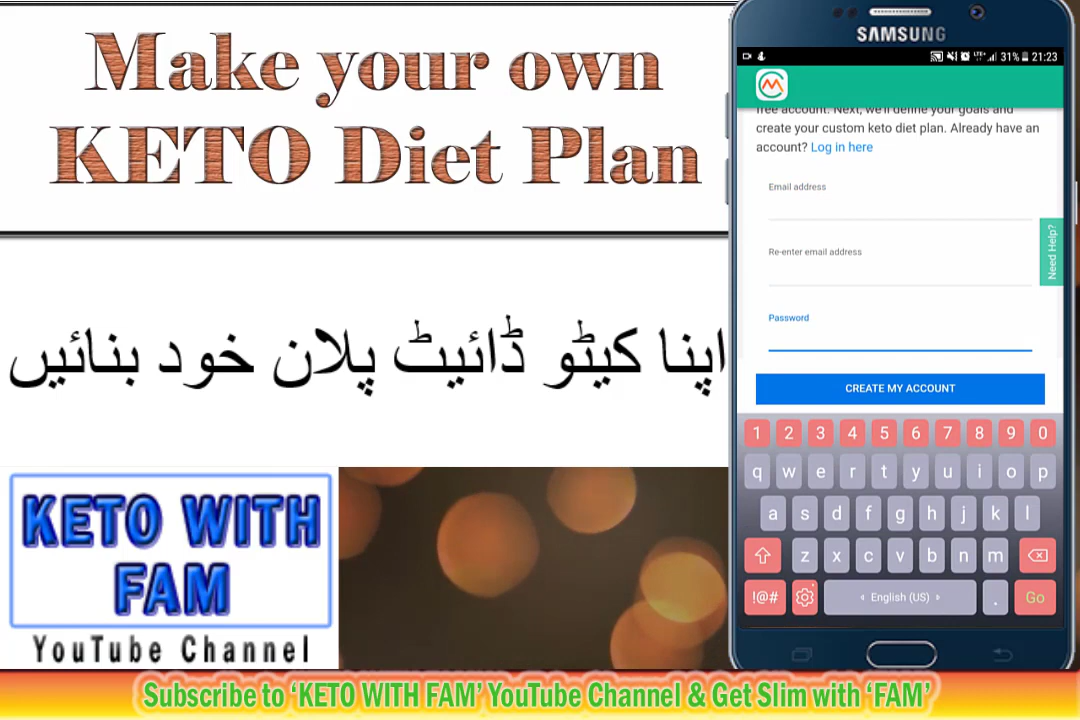 Make your own
KETO Diet Plan
اپنا کیٹو ڈائیٹ پلان خود بنائیں
KETO WITH
FAM
YouTube Channel
SAMSUNG
LTE+ 31% 21:23
free account. Next, we'll define your goals and
create your custom keto diet plan. Already have an
account? Log in here
Email address
Re-enter email address
Need Help?
Password
CREATE MY ACCOUNT
1 2 3 4 5 6 7 8 9 0
q w e r t y u i o p
a s d f g h j k l
z x c v b n m
!@# English (US) . Go
Subscribe to ‘KETO WITH FAM’ YouTube Channel & Get Slim with ‘FAM’